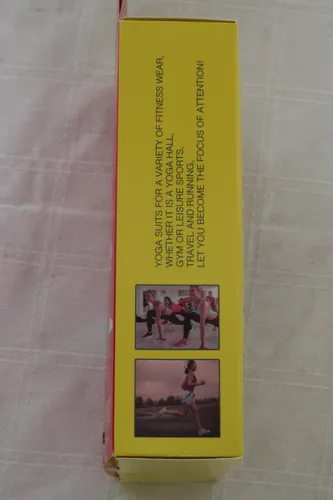 YOGA SUITS FOR A VARIETY OF FITNESS WEAR,
WHETHER IT IS A YOGA HALL,
GYM OR LEISURE SPORTS,
TRAVEL AND RUNNING,
LET YOU BECOME THE FOCUS OF ATTENTION!